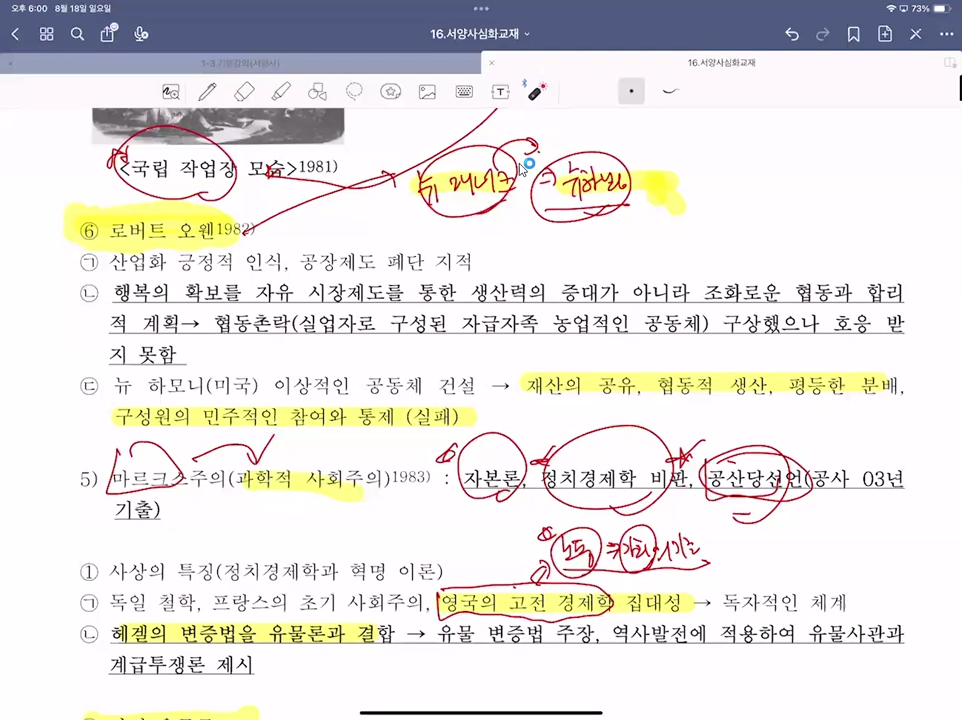 오후 6:00 8월 18일 일요일 73%
16.서양사심화교재
1-3.기본강의(서양사)
16.서양사심화교재
<국립 작업장 모습>1981)
뉴 래너크 → 뉴하모니
⑥ 로버트 오웬1982)
㉠ 산업화 긍정적 인식, 공장제도 폐단 지적
㉡ 행복의 확보를 자유 시장제도를 통한 생산력의 증대가 아니라 조화로운 협동과 합리
적 계획→ 협동촌락(실업자로 구성된 자급자족 농업적인 공동체) 구상했으나 호응 받
지 못함
㉢ 뉴 하모니(미국) 이상적인 공동체 건설 → 재산의 공유, 협동적 생산, 평등한 분배,
구성원의 민주적인 참여와 통제 (실패)
5) 마르크스주의(과학적 사회주의)1983) : 자본론, 정치경제학 비판, 공산당선언(공사 03년
기출)
노동 가치
① 사상의 특징(정치경제학과 혁명 이론)
㉠ 독일 철학, 프랑스의 초기 사회주의, 영국의 고전 경제학 집대성 → 독자적인 체계
㉡ 헤겔의 변증법을 유물론과 결합 → 유물 변증법 주장, 역사발전에 적용하여 유물사관과
계급투쟁론 제시